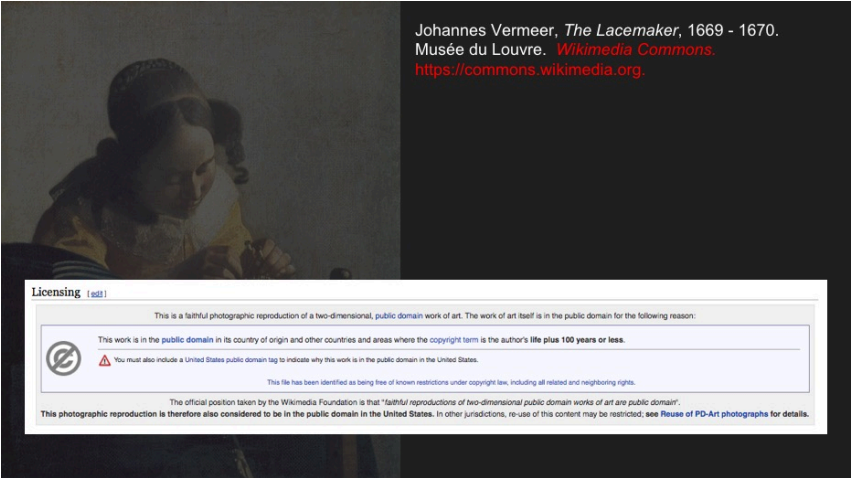 Johannes Vermeer, The Lacemaker, 1669 - 1670.
Musée du Louvre. Wikimedia Commons.
https://commons.wikimedia.org.
Licensing [edit]
This is a faithful photographic reproduction of a two-dimensional, public domain work of art. The work of art itself is in the public domain for the following reason:
This work is in the public domain in its country of origin and other countries and areas where the copyright term is the author's life plus 100 years or less.
You must also include a United States public domain tag to indicate why this work is in the public domain in the United States.
This file has been identified as being free of known restrictions under copyright law, including all related and neighboring rights.
The official position taken by the Wikimedia Foundation is that "faithful reproductions of two-dimensional public domain works of art are public domain".
This photographic reproduction is therefore also considered to be in the public domain in the United States. In other jurisdictions, re-use of this content may be restricted; see Reuse of PD-Art photographs for details.